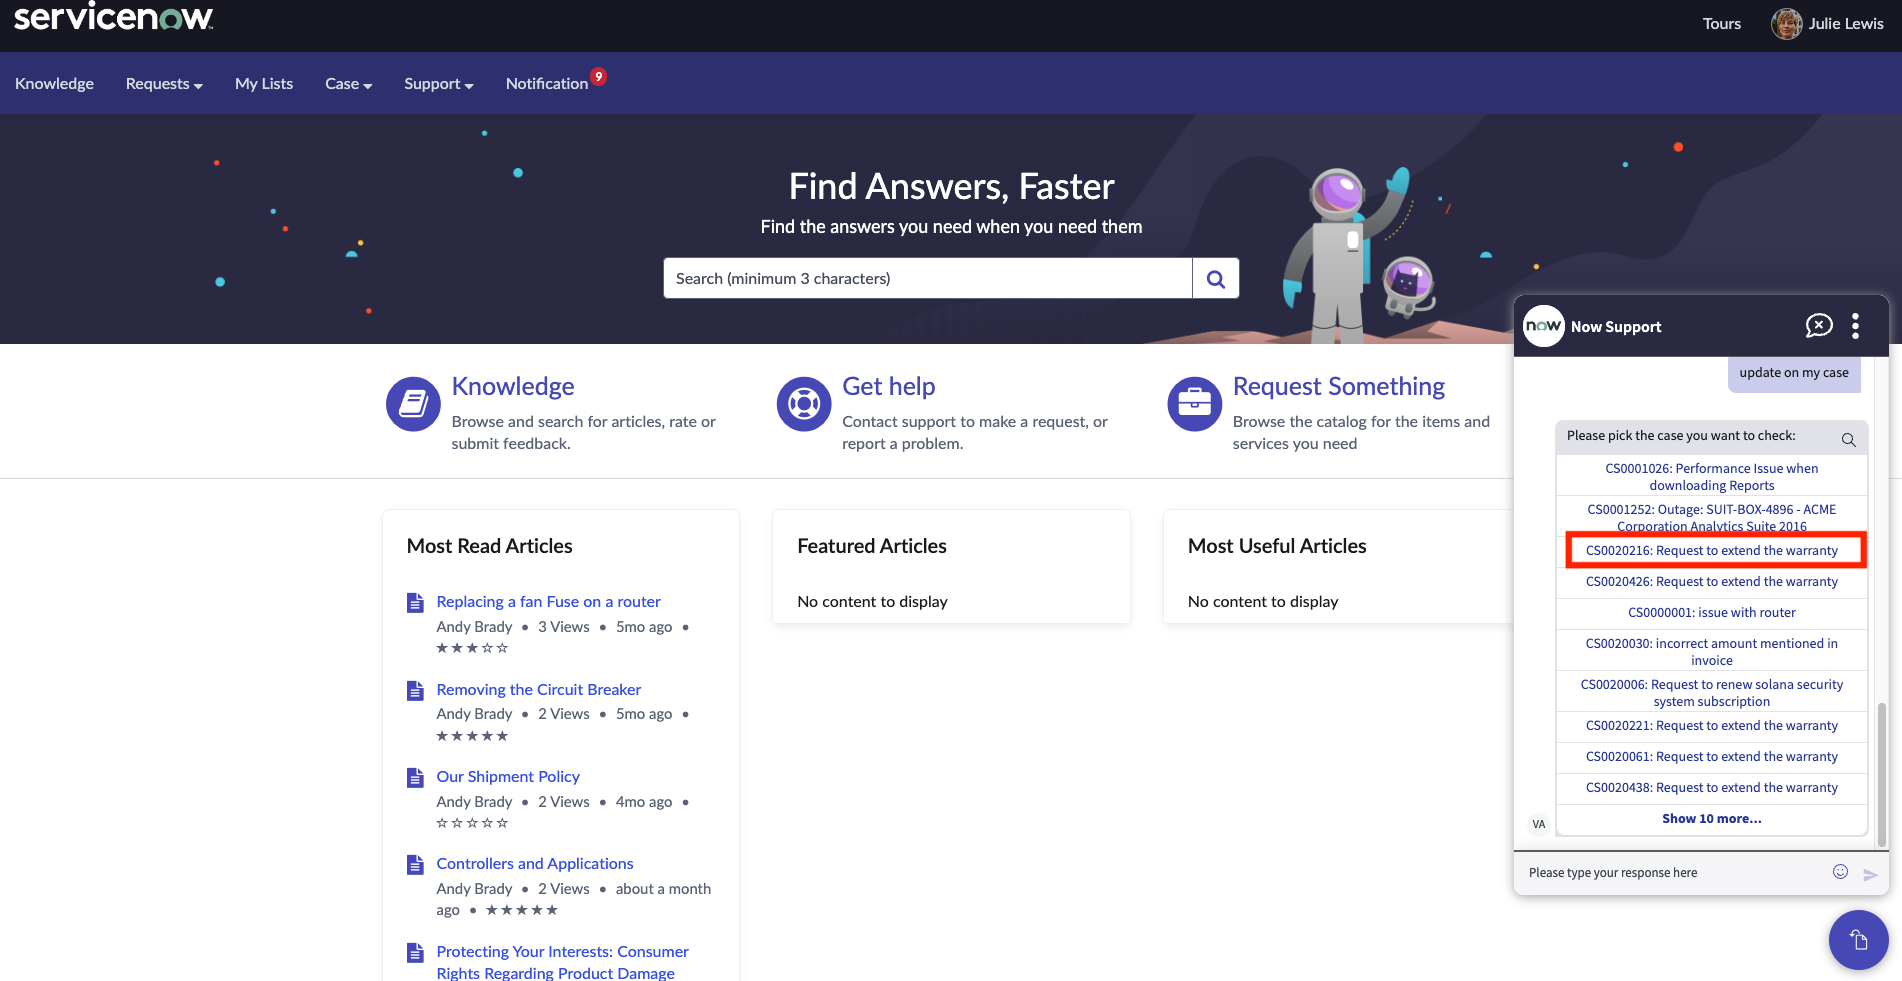 servicenow
Tours
Julie Lewis
Knowledge
Requests
My Lists
Case
Support
Notification
9
Find Answers, Faster
Find the answers you need when you need them
Search (minimum 3 characters)
Knowledge
Browse and search for articles, rate or
submit feedback.
Get help
Contact support to make a request, or
report a problem.
Request Something
Browse the catalog for the items and
services you need
Most Read Articles
Replacing a fan Fuse on a router
Andy Brady • 3 Views • 5mo ago •
★★★☆☆
Removing the Circuit Breaker
Andy Brady • 2 Views • 5mo ago •
★★★★★
Our Shipment Policy
Andy Brady • 2 Views • 4mo ago •
☆☆☆☆☆
Controllers and Applications
Andy Brady • 2 Views • about a month
ago • ★★★★★
Protecting Your Interests: Consumer
Rights Regarding Product Damage
Featured Articles
No content to display
Most Useful Articles
No content to display
now
Now Support
update on my case
Please pick the case you want to check:
CS0001026: Performance Issue when
downloading Reports
CS0001252: Outage: SUIT-BOX-4896 - ACME
Corporation Analytics Suite 2016
CS0020216: Request to extend the warranty
CS0020426: Request to extend the warranty
CS0000001: issue with router
CS0020030: incorrect amount mentioned in
invoice
CS0020006: Request to renew solana security
system subscription
CS0020221: Request to extend the warranty
CS0020061: Request to extend the warranty
CS0020438: Request to extend the warranty
Show 10 more...
VA
Please type your response here